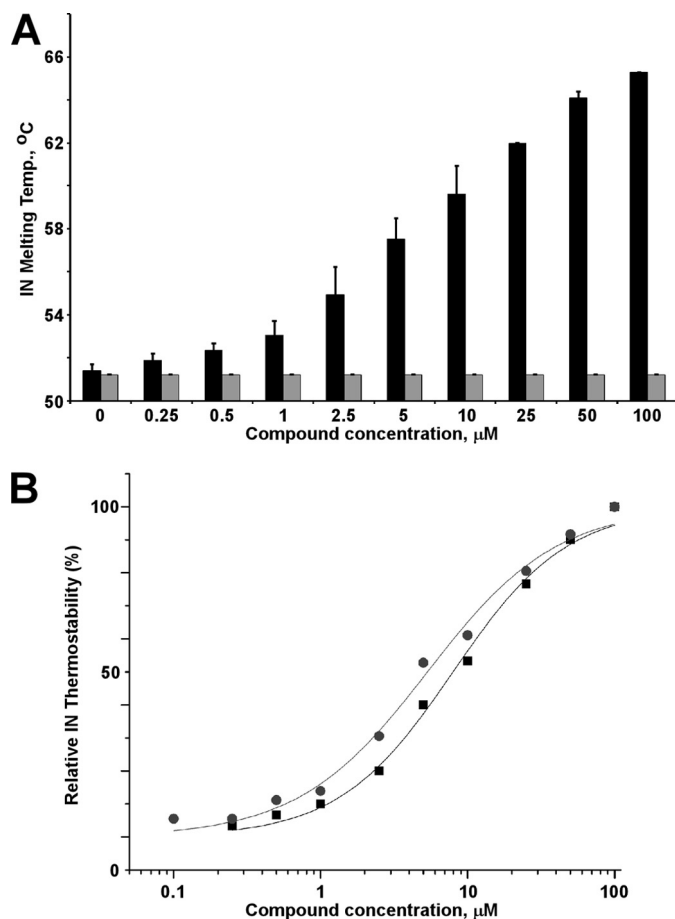 A
66
62
58
54
50
IN Melting Temp., ºC
0 0.25 0.5 1 2.5 5 10 25 50 100
Compound concentration, μM
B
100
50
0
Relative IN Thermostability (%)
0.1 1 10 100
Compound concentration, μM